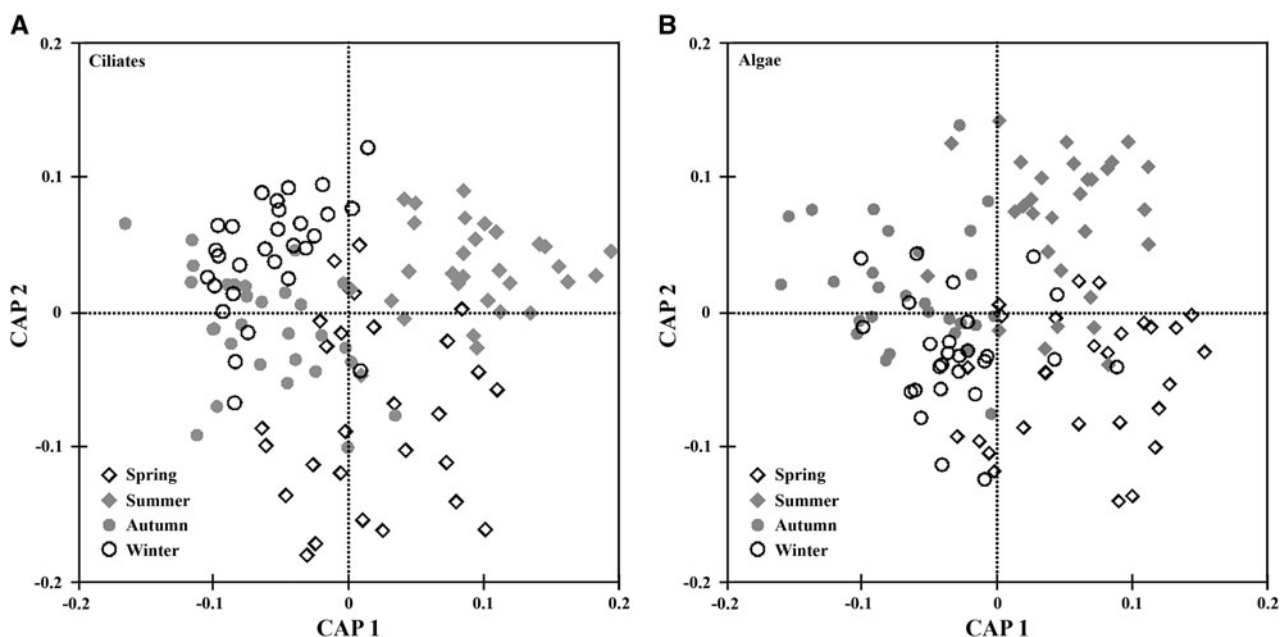 A
Ciliates
0.2
0.1
0
-0.1
-0.2
CAP 2
Spring
Summer
Autumn
Winter
-0.2
-0.1
0
0.1
0.2
CAP 1
B
Algae
0.2
0.1
0
-0.1
-0.2
CAP 2
Spring
Summer
Autumn
Winter
-0.2
-0.1
0
0.1
0.2
CAP 1